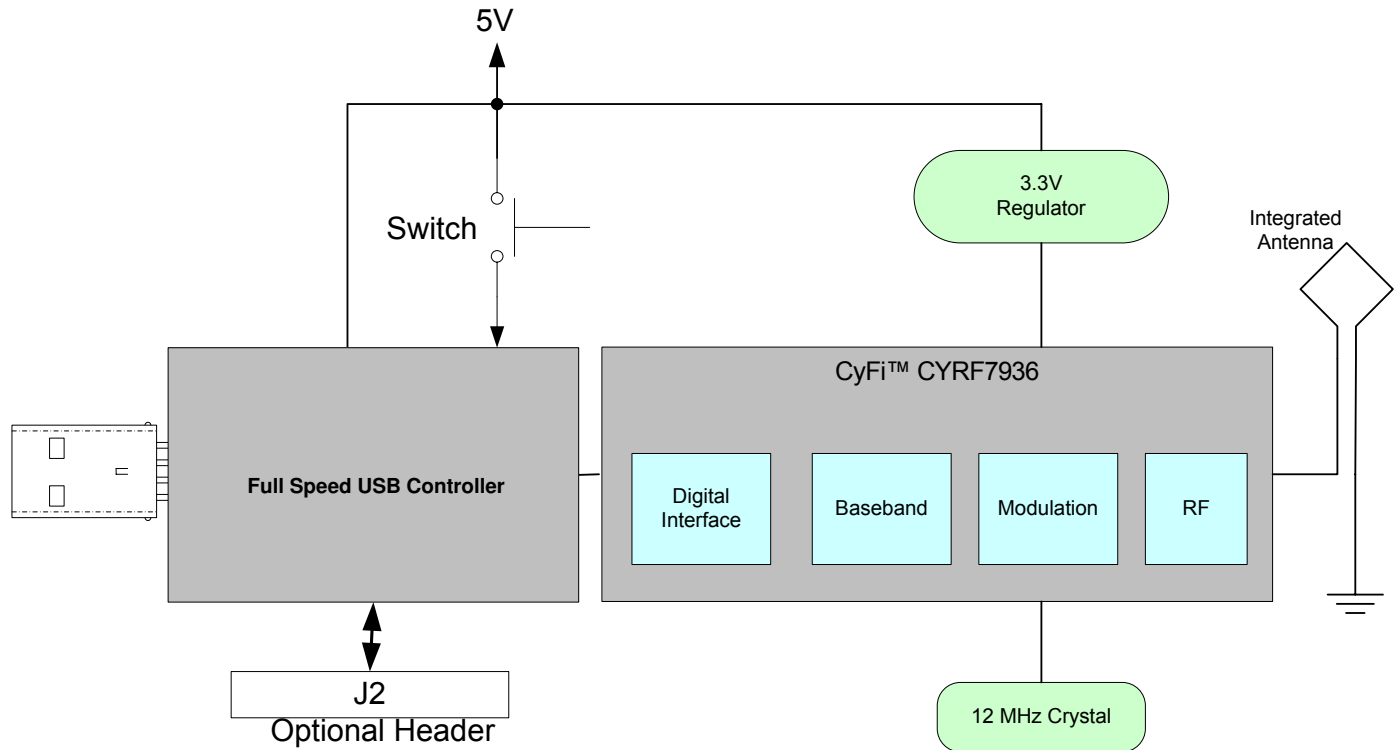 5V
3.3V
Regulator
Integrated
Antenna
Switch
CyFi™ CYRF7936
Full Speed USB Controller
Digital
Interface
Baseband
Modulation
RF
J2
Optional Header
12 MHz Crystal